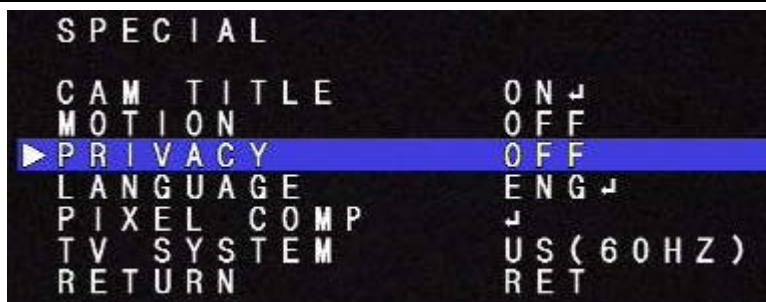 SPECIAL
CAM TITLE ON↵
MOTION OFF
▶PRIVACY OFF
LANGUAGE ENG↵
PIXEL COMP ↵
TV SYSTEM US(60HZ)
RETURN RET